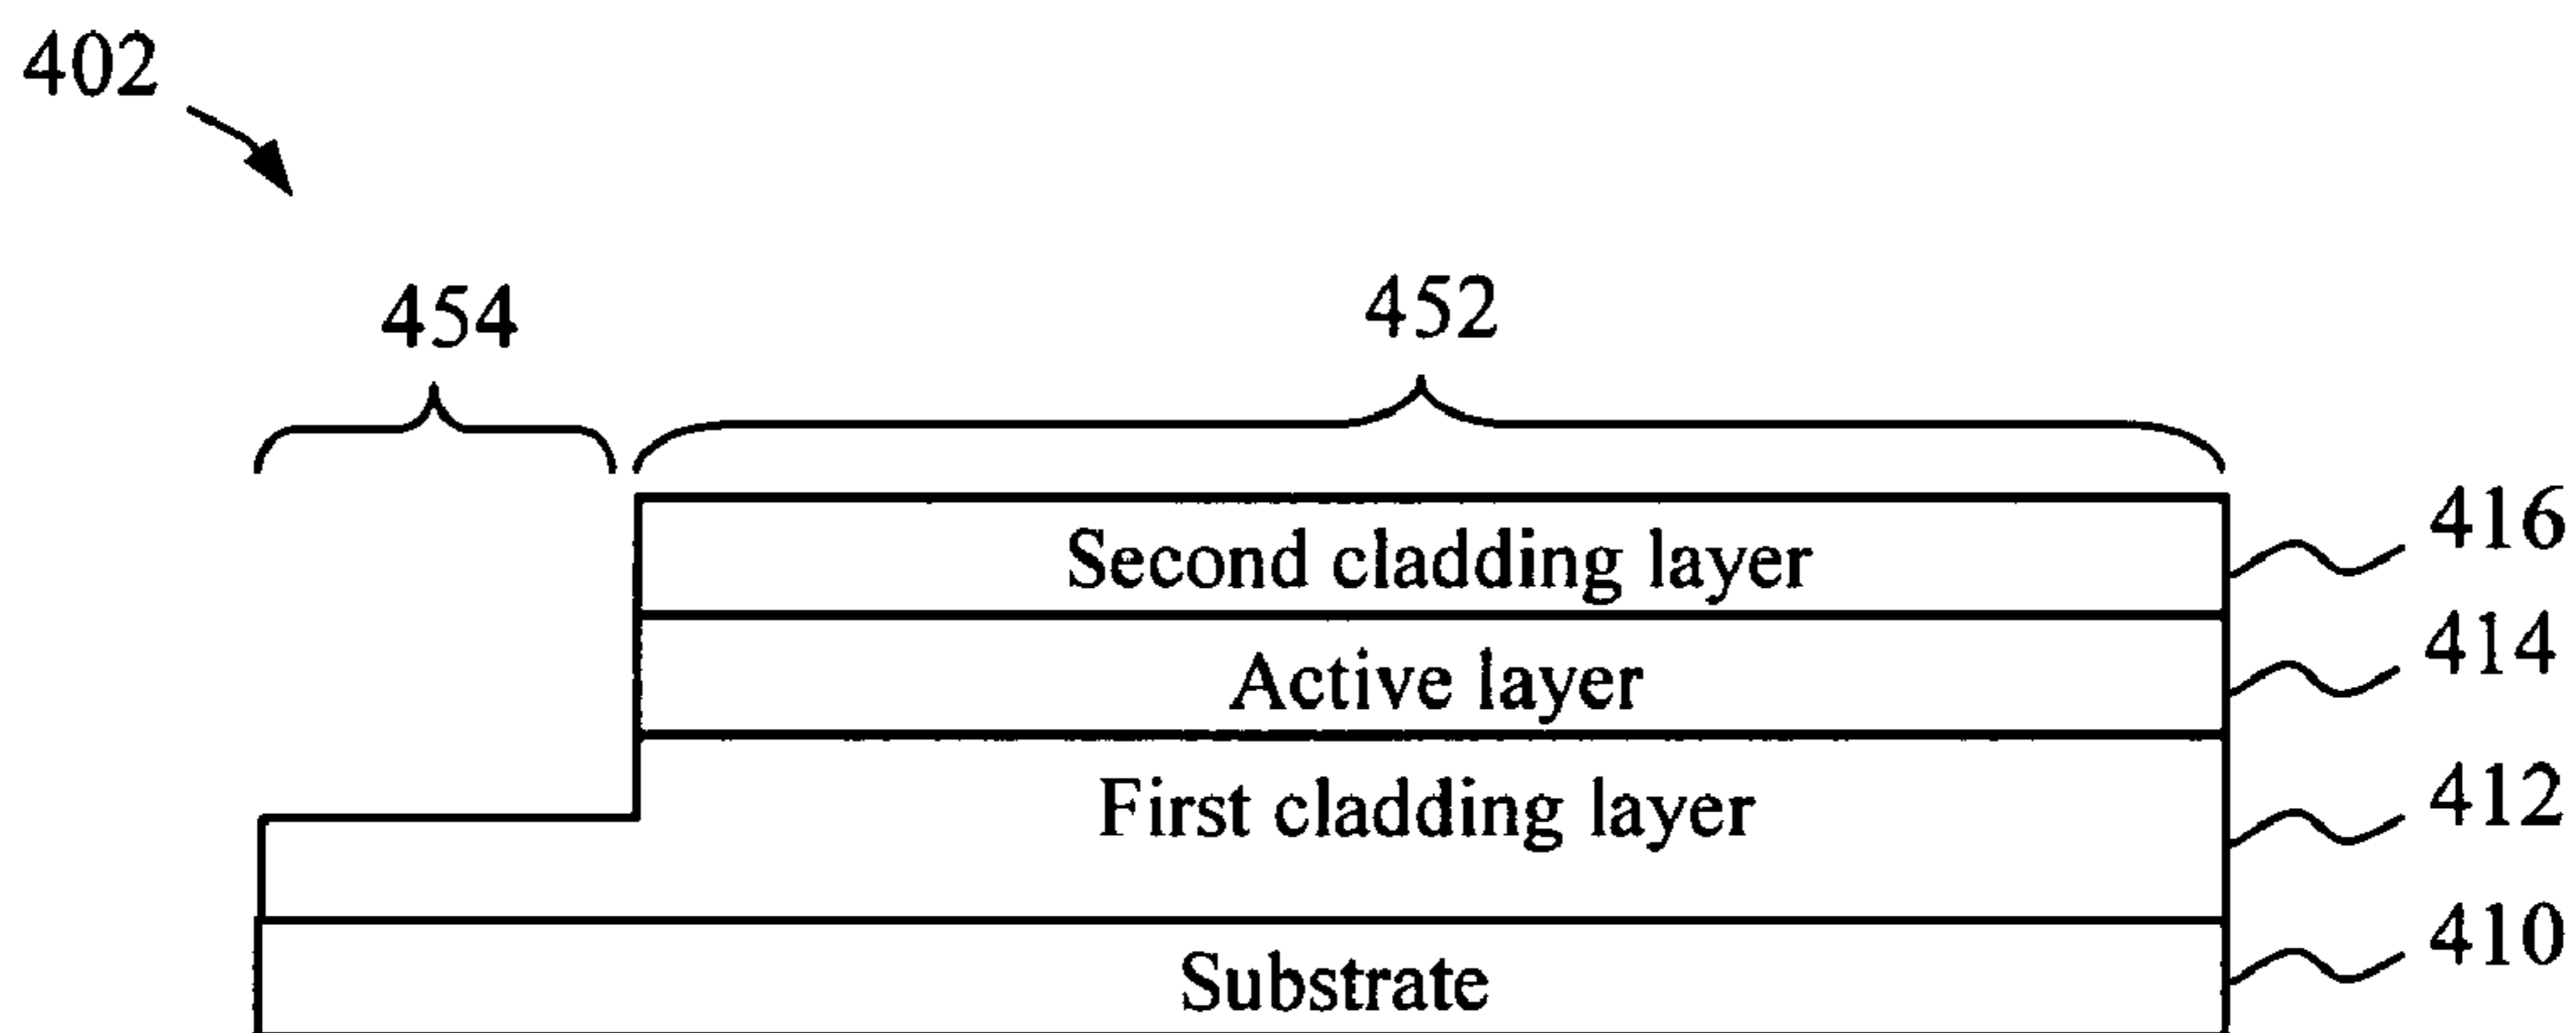 402
454
452
Second cladding layer
416
Active layer
414
First cladding layer
412
Substrate
410